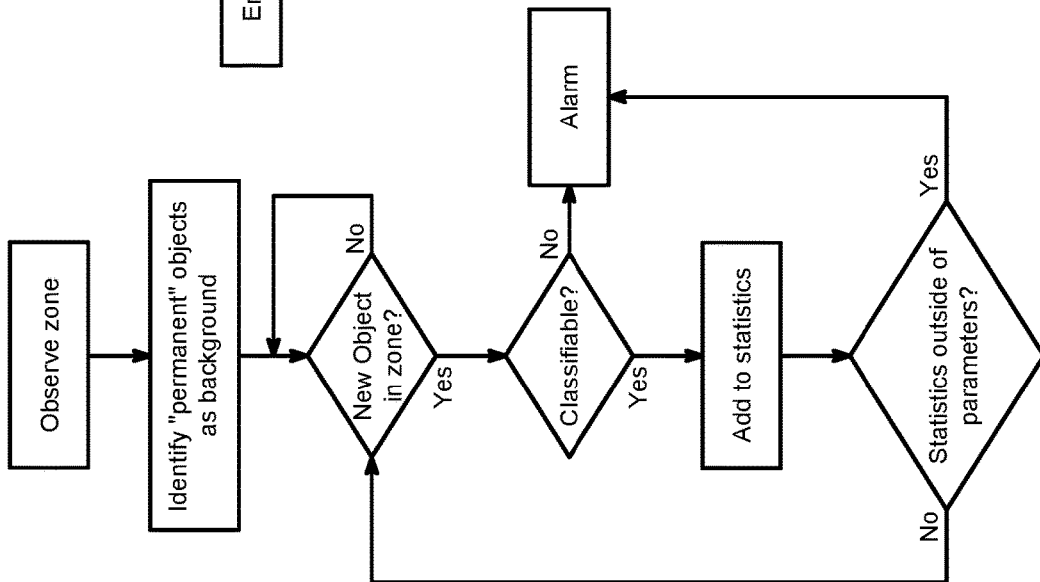 Observe zone
Identify "permanent" objects
as background
New Object
in zone?
No
Yes
Classifiable?
No
Yes
Alarm
Add to statistics
Statistics outside of
parameters?
Yes
No